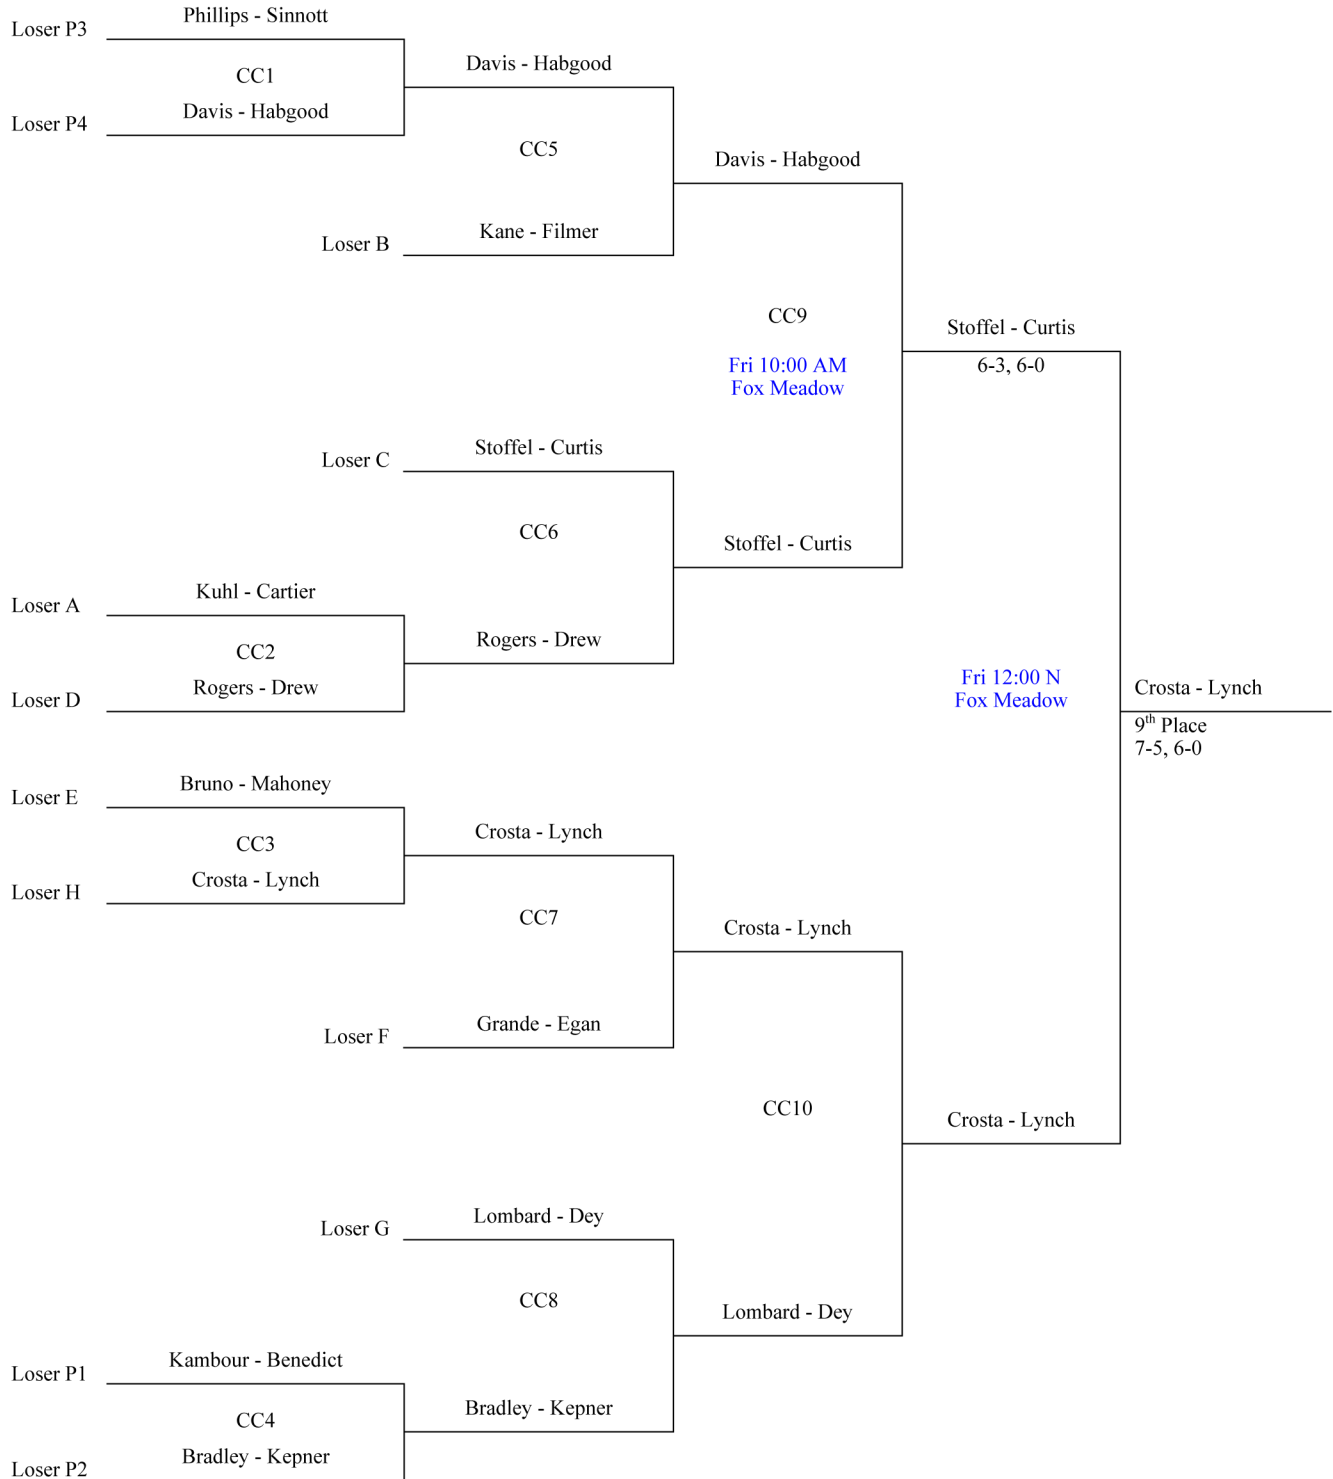 Phillips - Sinnott
Loser P3
CC1
Davis - Habgood
Loser P4
Davis - Habgood
CC5
Kane - Filmer
Loser B
Davis - Habgood
CC9
Fri 10:00 AM
Fox Meadow
Stoffel - Curtis
6-3, 6-0
Stoffel - Curtis
Loser C
CC6
Stoffel - Curtis
Kuhl - Cartier
Loser A
CC2
Rogers - Drew
Loser D
Rogers - Drew
Fri 12:00 N
Fox Meadow
Crosta - Lynch
9th Place
7-5, 6-0
Bruno - Mahoney
Loser E
CC3
Crosta - Lynch
Loser H
Crosta - Lynch
CC7
Grande - Egan
Loser F
Crosta - Lynch
CC10
Crosta - Lynch
Lombard - Dey
Loser G
CC8
Lombard - Dey
Kambour - Benedict
Loser P1
CC4
Bradley - Kepner
Loser P2
Bradley - Kepner